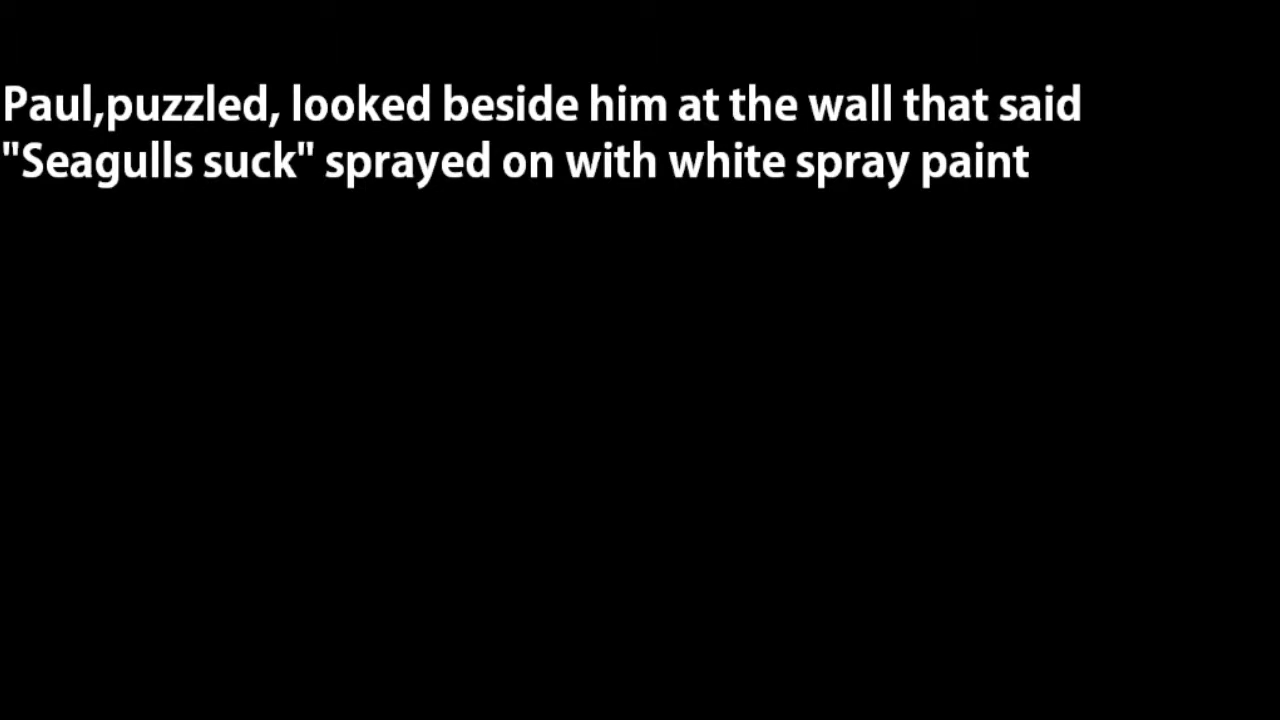 Paul,puzzled, looked beside him at the wall that said
"Seagulls suck" sprayed on with white spray paint